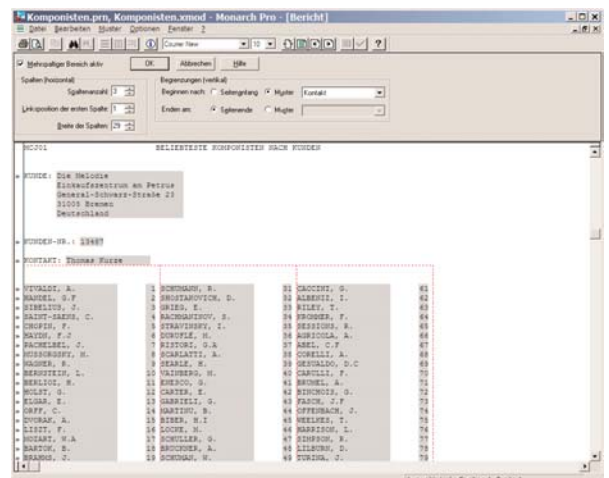 Komponisten.prn, Komponisten.xmod - Monarch Pro - [Bericht]
Datei Bearbeiten Muster Optionen Fenster ?
Courier New 10
Mehrspaltiger Bereich aktiv OK Abbrechen Hilfe
Spalten (horizontal) Begrenzungen (vertikal)
Spaltenanzahl: 3 Beginnen nach: Seitenanfang Muster Kontakt
Linksposition der ersten Spalte: 1 Enden am: Seitenende Muster
Breite der Spalten: 29
MCJ01 BELIEBTESTE KOMPONISTEN NACH KUNDEN
KUNDE: Die Melodie
Einkaufszentrum am Petrus
General-Schwarz-Straße 23
31005 Bremen
Deutschland
KUNDEN-NR.: 13487
KONTAKT: Thomas Kurze
VIVALDI, A. 1 SCHUMANN, R. 31 CACCINI, G. 61
HANDEL, G.F 2 SHOSTAKOVICH, D. 32 ALBENIZ, I. 62
SIBELIUS, J. 3 GRIEG, E. 33 RILEY, T. 63
SAINT-SAENS, C. 4 RACHMANINOV, S. 34 KROMMER, F. 64
CHOPIN, F. 5 STRAVINSKY, I. 35 SESSIONS, R. 65
HAYDN, F.J 6 DURUFLÉ, M. 36 AGRICOLA, A. 66
PACHELBEL, J. 7 RISTORI, G.A 37 ABEL, C.F 67
MUSSORGSKY, M. 8 SCARLATTI, A. 38 CORELLI, A. 68
WAGNER, R. 9 SEARLE, H. 39 GESUALDO, D.C 69
BERNSTEIN, L. 10 VAINBERG, M. 40 CARULLI, F. 70
BERLIOZ, H. 11 ENESCO, G. 41 BRUMEL, A. 71
HOLST, G. 12 CARTER, E. 42 BINCHOIS, G. 72
ELGAR, E. 13 GABRIELI, G. 43 FASCH, J.F 73
ORFF, C. 14 MARTINU, B. 44 OFFENBACH, J. 74
DVORAK, A. 15 BIBER, H.I 45 WEELKES, T. 75
LISZT, F. 16 LOCKE, M. 46 HARRISON, L. 76
MOZART, W.A 17 SCHULLER, G. 47 SIMPSON, R. 77
BARTOK, B. 18 BRUCKNER, A. 48 LILBURN, D. 78
BRAHMS, J. 19 SCHUMAN, W. 49 TURINA, J. 79